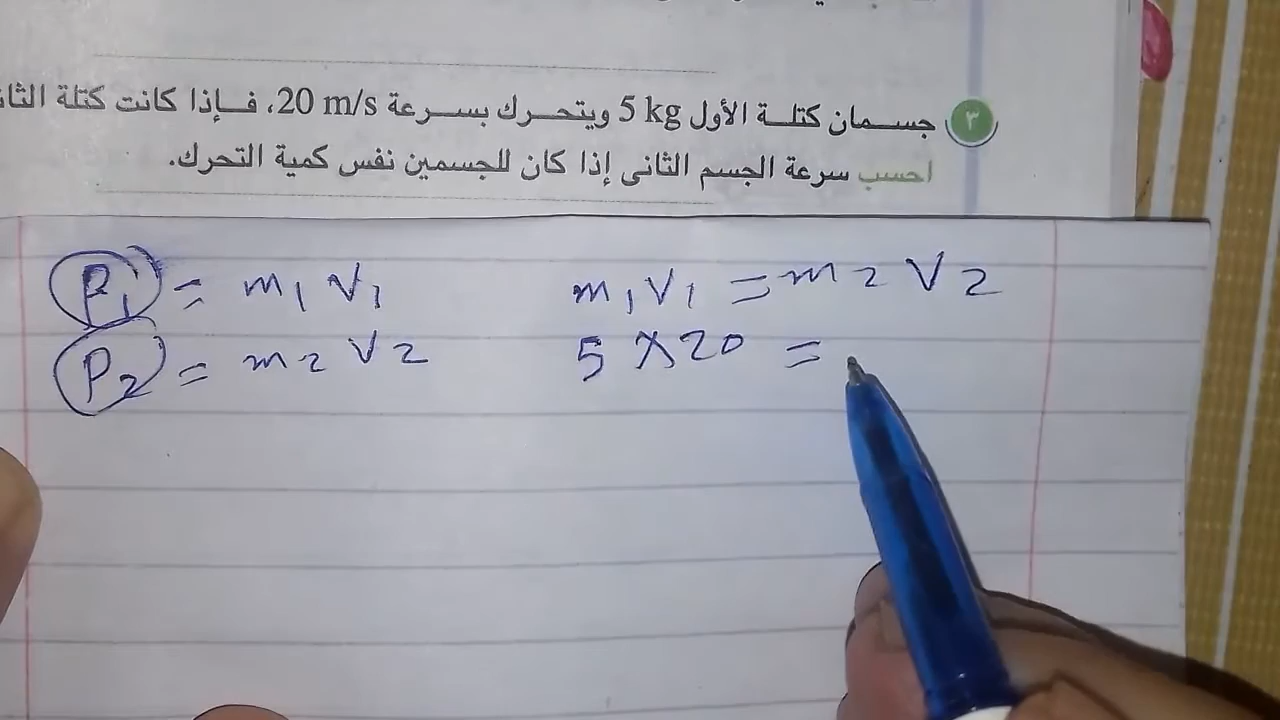 ٣ جسمان كتلة الأول 5 kg ويتحرك بسرعة 20 m/s، فإذا كانت كتلة
احسب سرعة الجسم الثانى إذا كان للجسمين نفس كمية التحرك.
P1 = m1 V1
P2 = m2 V2
m1 V1 = m2 V2
5 × 20 =